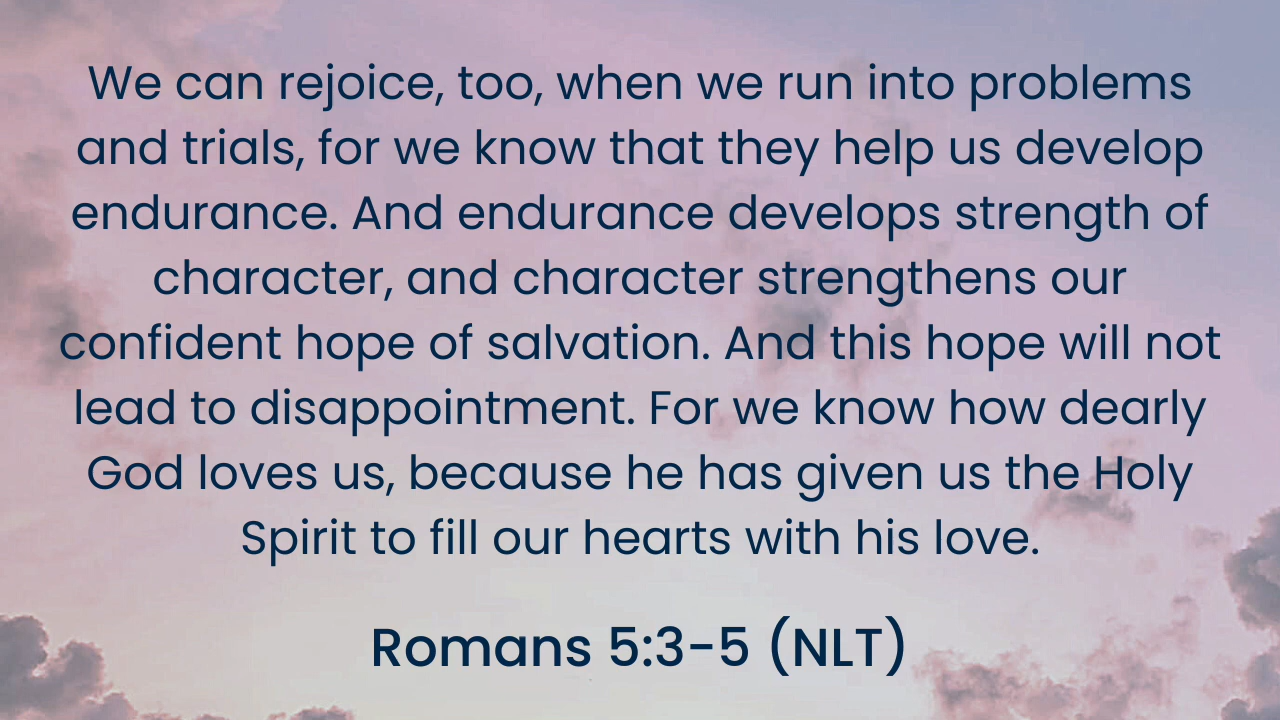 We can rejoice, too, when we run into problems
and trials, for we know that they help us develop
endurance. And endurance develops strength of
character, and character strengthens our
confident hope of salvation. And this hope will not
lead to disappointment. For we know how dearly
God loves us, because he has given us the Holy
Spirit to fill our hearts with his love.
Romans 5:3-5 (NLT)